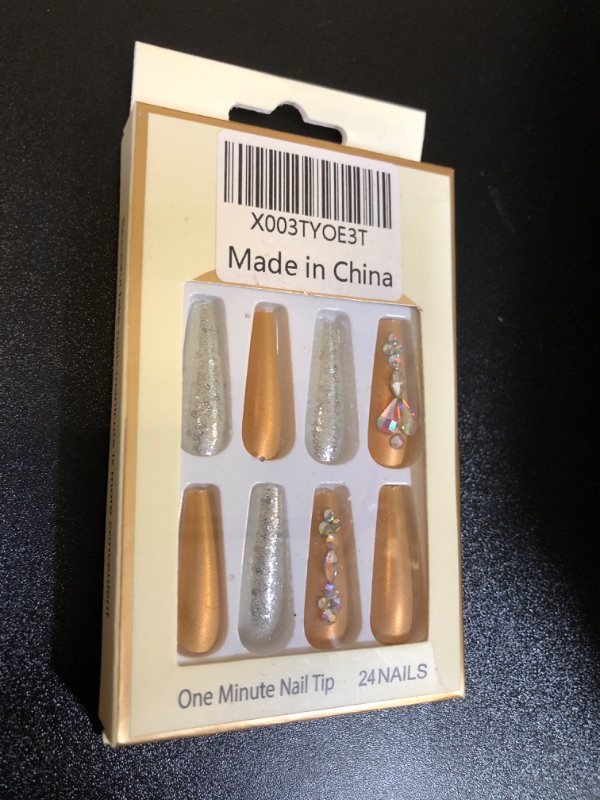 X003TYOE3T
Made in China
One Minute Nail Tip 24NAILS